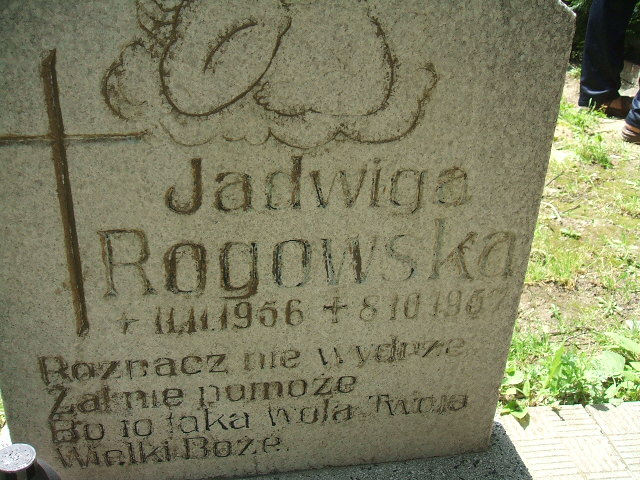 Jadwiga
Rogowska
+ 11.11.1956 + 8 10 1957
Roznacz nie wyduże
Żal nie pomoże
Bo to taka wola Twoja
Wielki Boże.